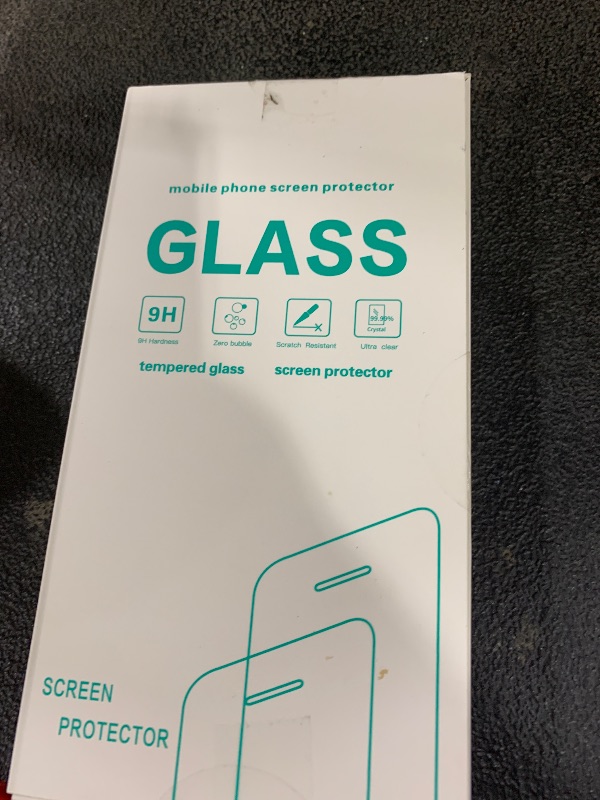 mobile phone screen protector
GLASS
9H
99.99%
Crystal
9H Hardness Zero bubble Scratch Resistant Ultra clear
tempered glass screen protector
SCREEN
PROTECTOR